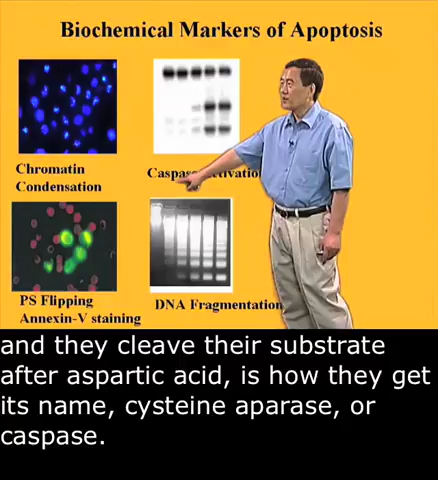 Biochemical Markers of Apoptosis
Chromatin
Condensation
PS Flipping
Annexin-V staining
DNA Fragmentation
and they cleave their substrate
after aspartic acid, is how they get
its name, cysteine aparase, or
caspase.